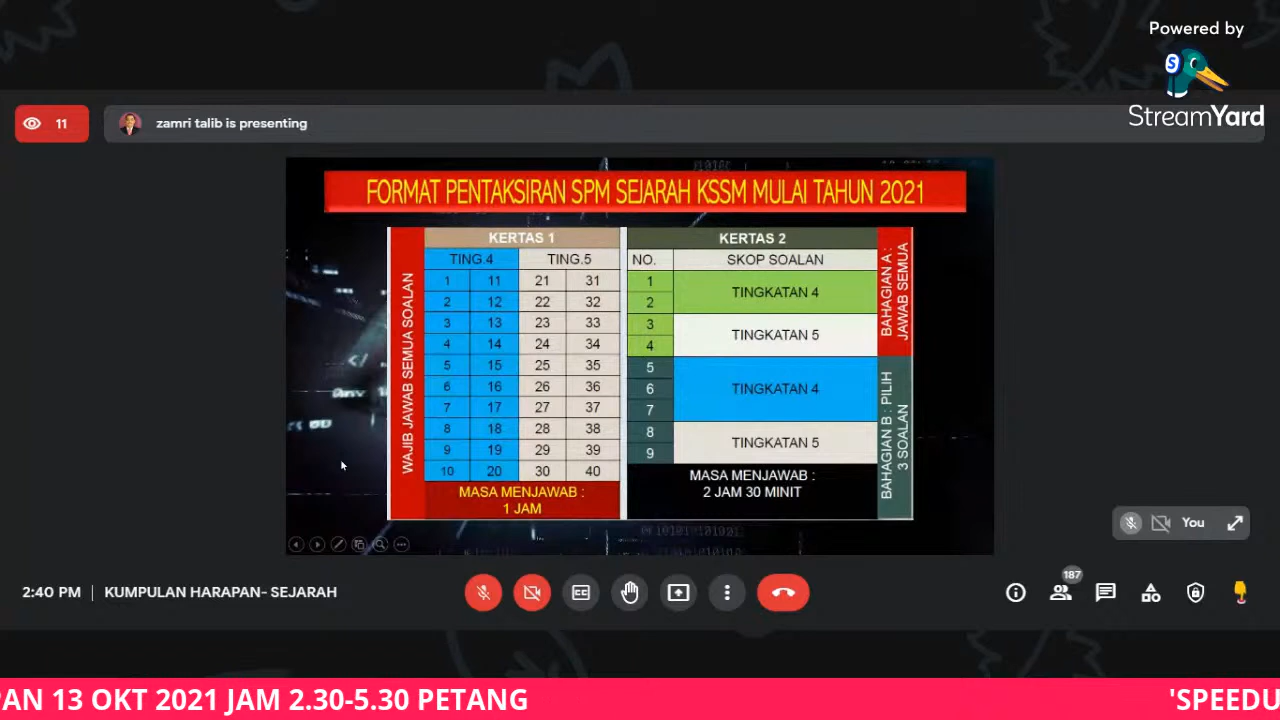 Powered by
StreamYard
11
zamri talib is presenting
FORMAT PENTAKSIRAN SPM SEJARAH KSSM MULAI TAHUN 2021
WAJIB JAWAB SEMUA SOALAN
KERTAS 1
TING.4 TING.5
1 11 21 31
2 12 22 32
3 13 23 33
4 14 24 34
5 15 25 35
6 16 26 36
7 17 27 37
8 18 28 38
9 19 29 39
10 20 30 40
MASA MENJAWAB :
1 JAM
KERTAS 2
NO. SKOP SOALAN
1
2
TINGKATAN 4
3
4
TINGKATAN 5
5
6
7
TINGKATAN 4
8
9
TINGKATAN 5
MASA MENJAWAB :
2 JAM 30 MINIT
BAHAGIAN A :
JAWAB SEMUA
BAHAGIAN B : PILIH
3 SOALAN
You
2:40 PM | KUMPULAN HARAPAN- SEJARAH
187
PAN 13 OKT 2021 JAM 2.30-5.30 PETANG
'SPEEDU